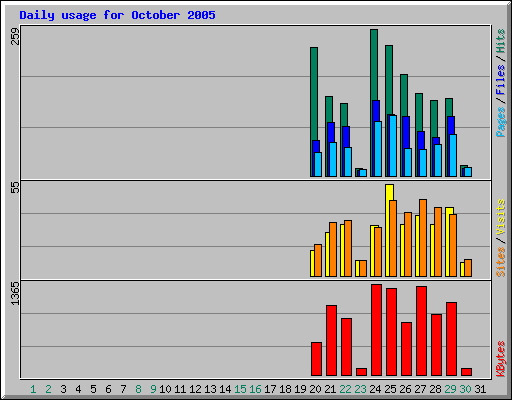 Daily usage for October 2005
259
Pages / Files / Hits
55
Sites / Visits
1365
KBytes
1 2 3 4 5 6 7 8 9 10 11 12 13 14 15 16 17 18 19 20 21 22 23 24 25 26 27 28 29 30 31